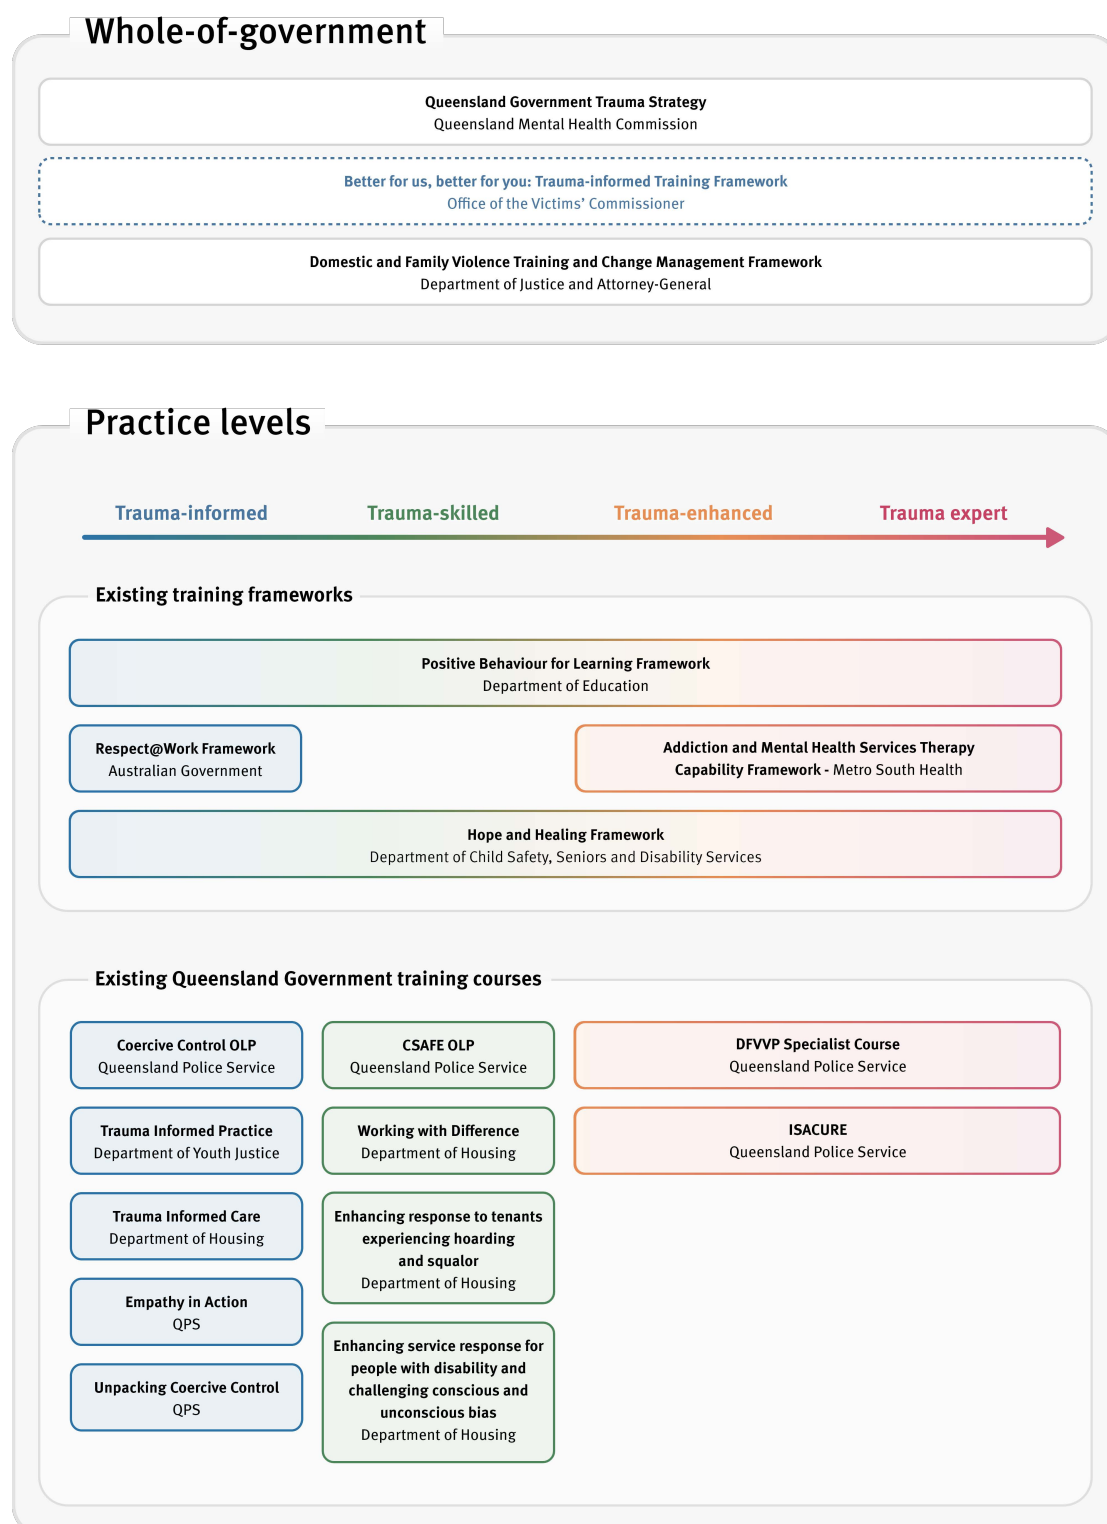 Whole-of-government
Queensland Government Trauma Strategy
Queensland Mental Health Commission
Better for us, better for you: Trauma-informed Training Framework
Office of the Victims’ Commissioner
Domestic and Family Violence Training and Change Management Framework
Department of Justice and Attorney-General
Practice levels
Trauma-informed
Trauma-skilled
Trauma-enhanced
Trauma expert
Existing training frameworks
Positive Behaviour for Learning Framework
Department of Education
Respect@Work Framework
Australian Government
Addiction and Mental Health Services Therapy
Capability Framework - Metro South Health
Hope and Healing Framework
Department of Child Safety, Seniors and Disability Services
Existing Queensland Government training courses
Coercive Control OLP
Queensland Police Service
CSAFE OLP
Queensland Police Service
DFVVP Specialist Course
Queensland Police Service
Trauma Informed Practice
Department of Youth Justice
Working with Difference
Department of Housing
ISACURE
Queensland Police Service
Trauma Informed Care
Department of Housing
Enhancing response to tenants
experiencing hoarding
and squalor
Department of Housing
Empathy in Action
QPS
Enhancing service response for
people with disability and
challenging conscious and
unconscious bias
Department of Housing
Unpacking Coercive Control
QPS